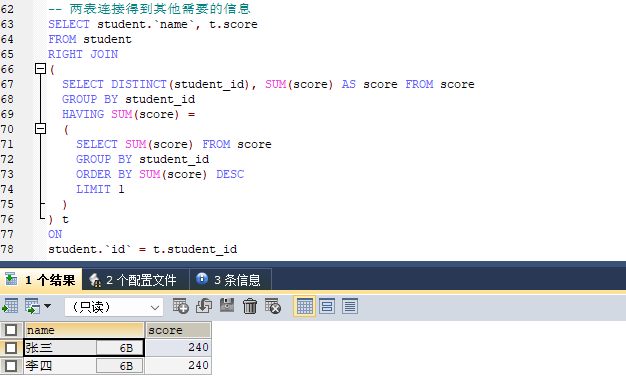 62 -- 两表连接得到其他需要的信息
63 SELECT student.`name`, t.score
64 FROM student
65 RIGHT JOIN
66 (
67 SELECT DISTINCT(student_id), SUM(score) AS score FROM score
68 GROUP BY student_id
69 HAVING SUM(score) =
70 (
71 SELECT SUM(score) FROM score
72 GROUP BY student_id
73 ORDER BY SUM(score) DESC
74 LIMIT 1
75 )
76 ) t
77 ON
78 student.`id` = t.student_id
1 个结果 2 个配置文件 3 条信息
（只读）
name score
张三 6B 240
李四 6B 240